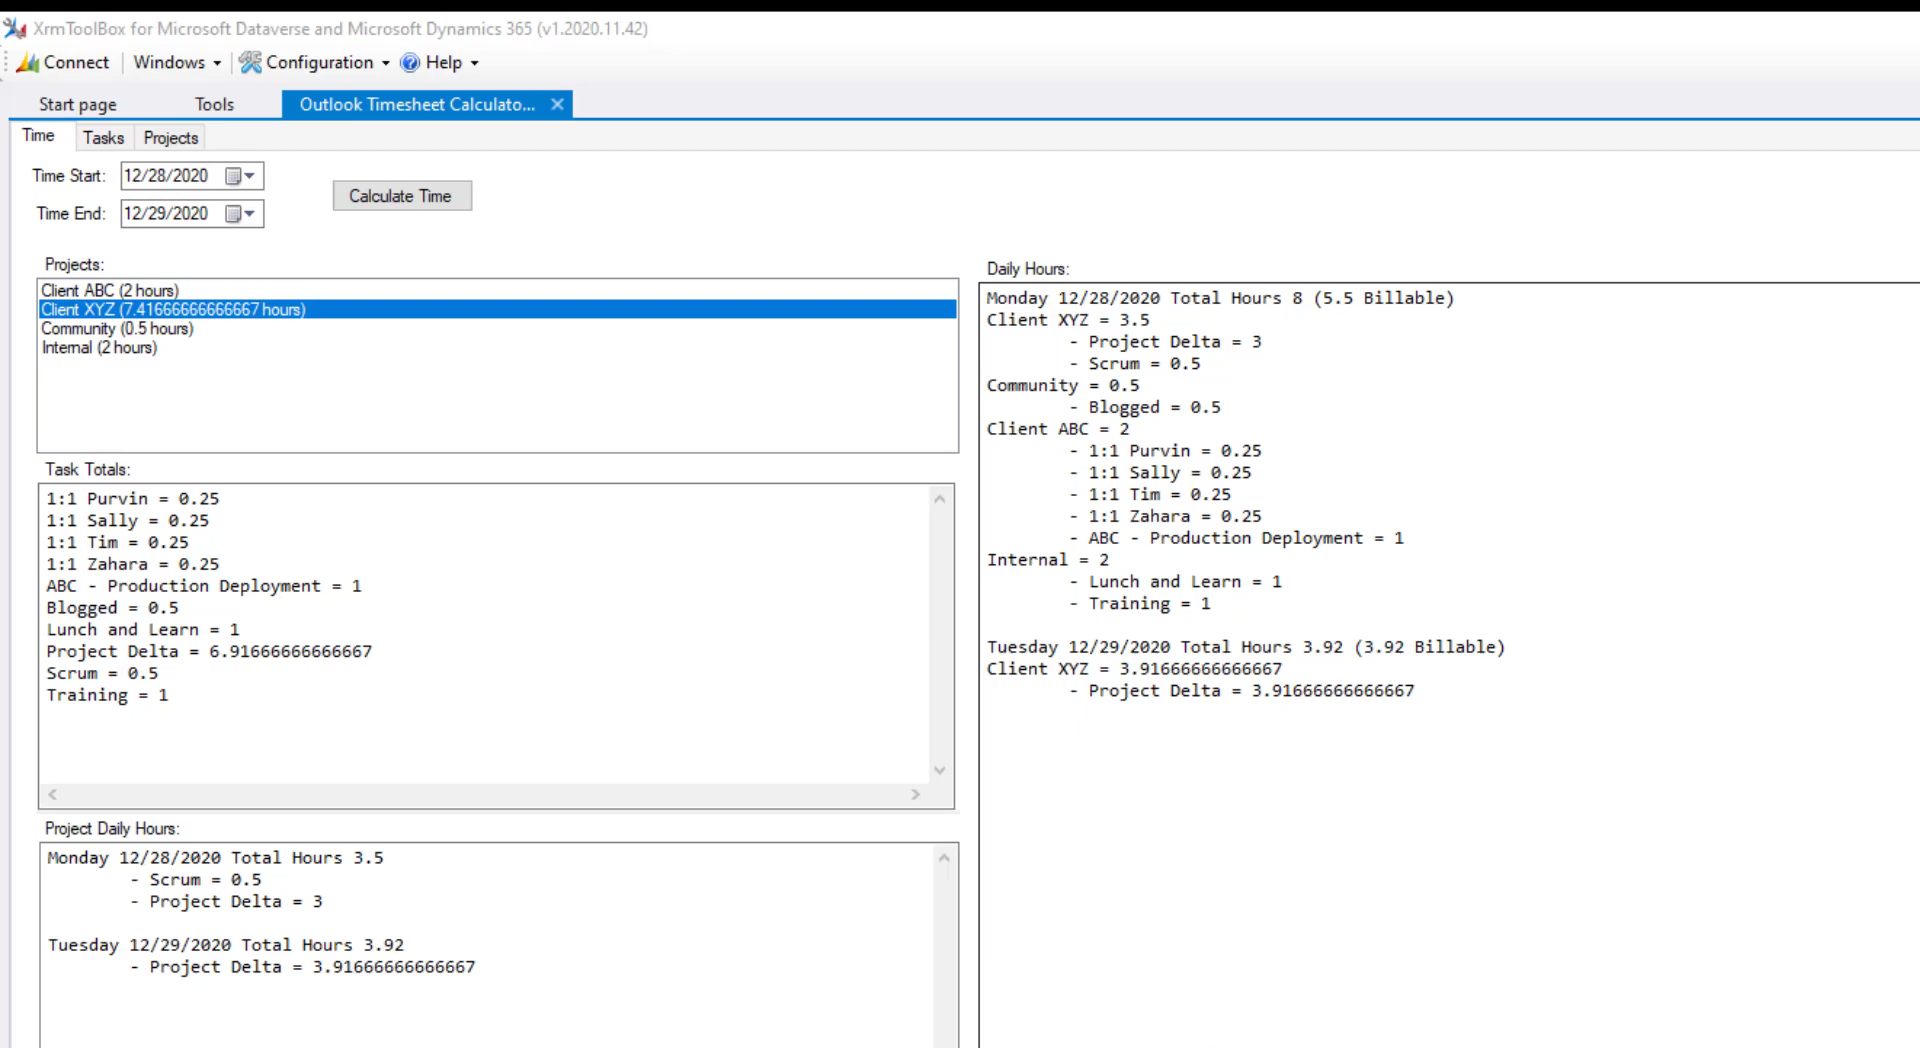 XrmToolBox for Microsoft Dataverse and Microsoft Dynamics 365 (v1.2020.11.42)
Connect Windows Configuration Help
Start page Tools Outlook Timesheet Calculato...
Time Tasks Projects
Time Start: 12/28/2020
Calculate Time
Time End: 12/29/2020
Projects:
Client ABC (2 hours)
Client XYZ (7.41666666666667 hours)
Community (0.5 hours)
Internal (2 hours)
Task Totals:
1:1 Purvin = 0.25
1:1 Sally = 0.25
1:1 Tim = 0.25
1:1 Zahara = 0.25
ABC - Production Deployment = 1
Blogged = 0.5
Lunch and Learn = 1
Project Delta = 6.91666666666667
Scrum = 0.5
Training = 1
Project Daily Hours:
Monday 12/28/2020 Total Hours 3.5
- Scrum = 0.5
- Project Delta = 3
Tuesday 12/29/2020 Total Hours 3.92
- Project Delta = 3.91666666666667
Daily Hours:
Monday 12/28/2020 Total Hours 8 (5.5 Billable)
Client XYZ = 3.5
- Project Delta = 3
- Scrum = 0.5
Community = 0.5
- Blogged = 0.5
Client ABC = 2
- 1:1 Purvin = 0.25
- 1:1 Sally = 0.25
- 1:1 Tim = 0.25
- 1:1 Zahara = 0.25
- ABC - Production Deployment = 1
Internal = 2
- Lunch and Learn = 1
- Training = 1
Tuesday 12/29/2020 Total Hours 3.92 (3.92 Billable)
Client XYZ = 3.91666666666667
- Project Delta = 3.91666666666667